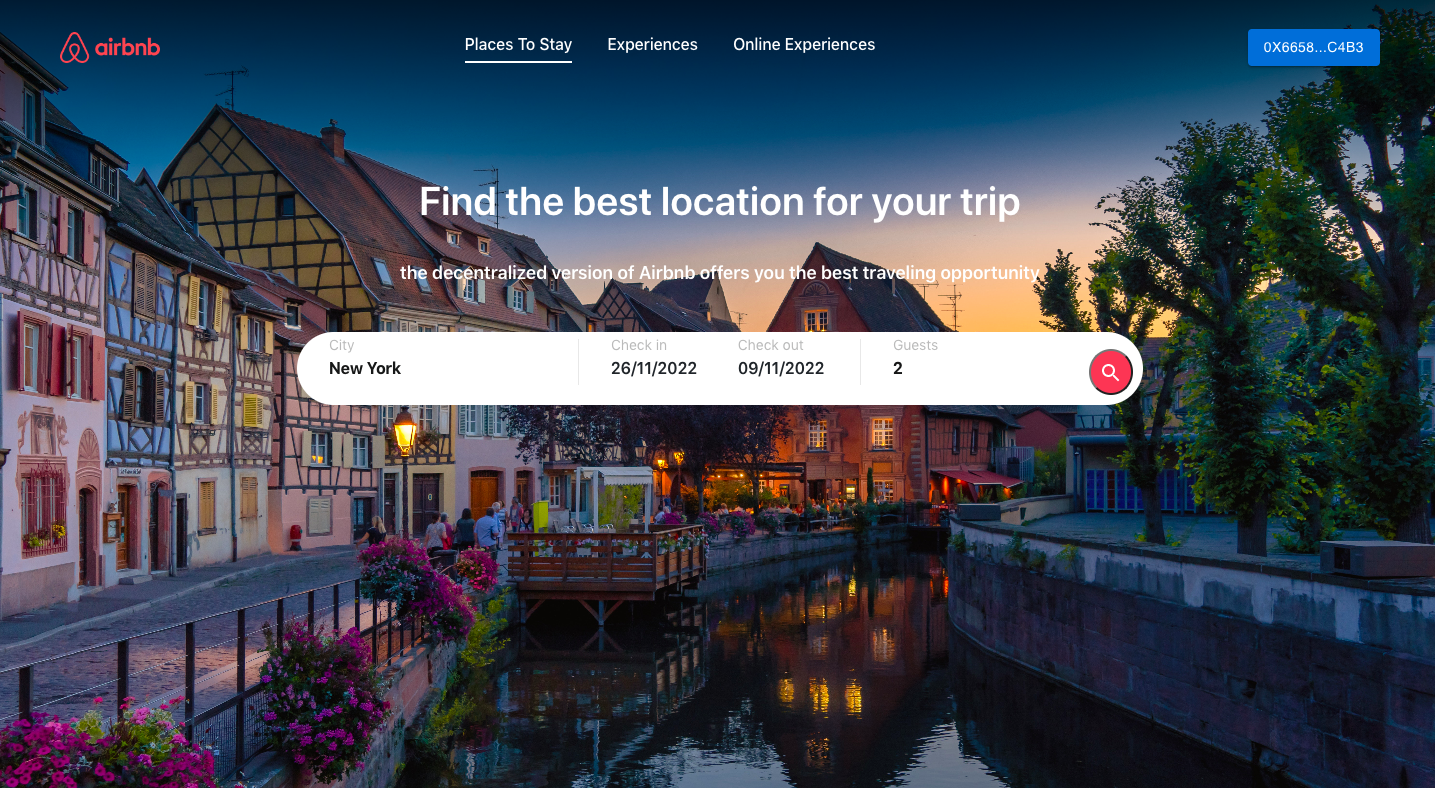 airbnb
Places To Stay Experiences Online Experiences
0X6658...C4B3
Find the best location for your trip
the decentralized version of Airbnb offers you the best traveling opportunity
City Check in Check out Guests
New York 26/11/2022 09/11/2022 2